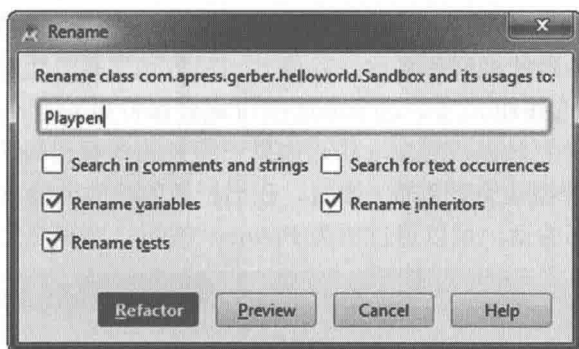 Rename
Rename class com.apress.gerber.helloworld.Sandbox and its usages to:
Playpen
Search in comments and strings
Search for text occurrences
Rename variables
Rename inheritors
Rename tests
Refactor
Preview
Cancel
Help